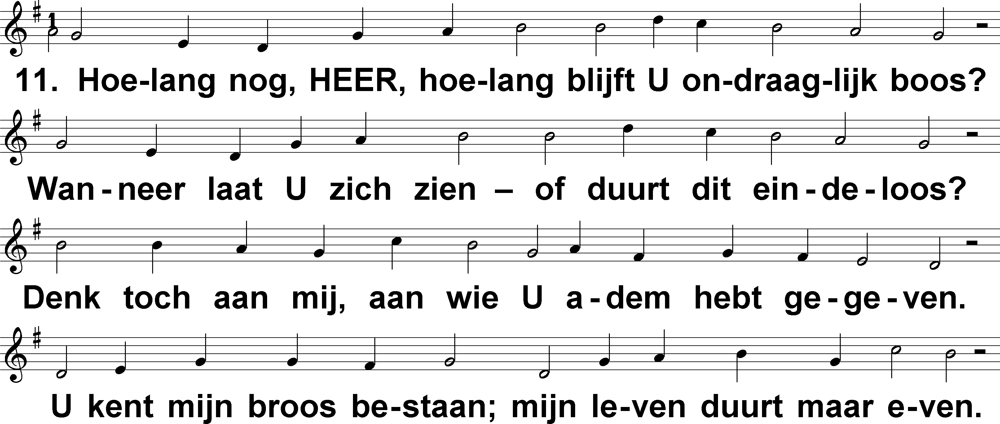 1
11. Hoe-lang nog, HEER, hoe-lang blijft U on-draag-lijk boos?
Wan-neer laat U zich zien – of duurt dit ein-de-loos?
Denk toch aan mij, aan wie U a-dem hebt ge-ge-ven.
U kent mijn broos be-staan; mijn le-ven duurt maar e-ven.